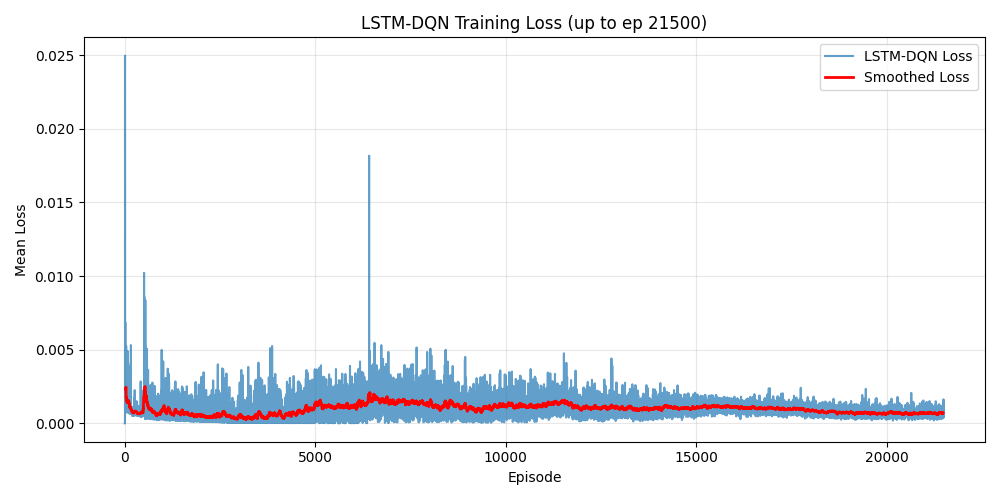 LSTM-DQN Training Loss (up to ep 21500)
LSTM-DQN Loss
Smoothed Loss
Mean Loss
0.025
0.020
0.015
0.010
0.005
0.000
0
5000
10000
15000
20000
Episode